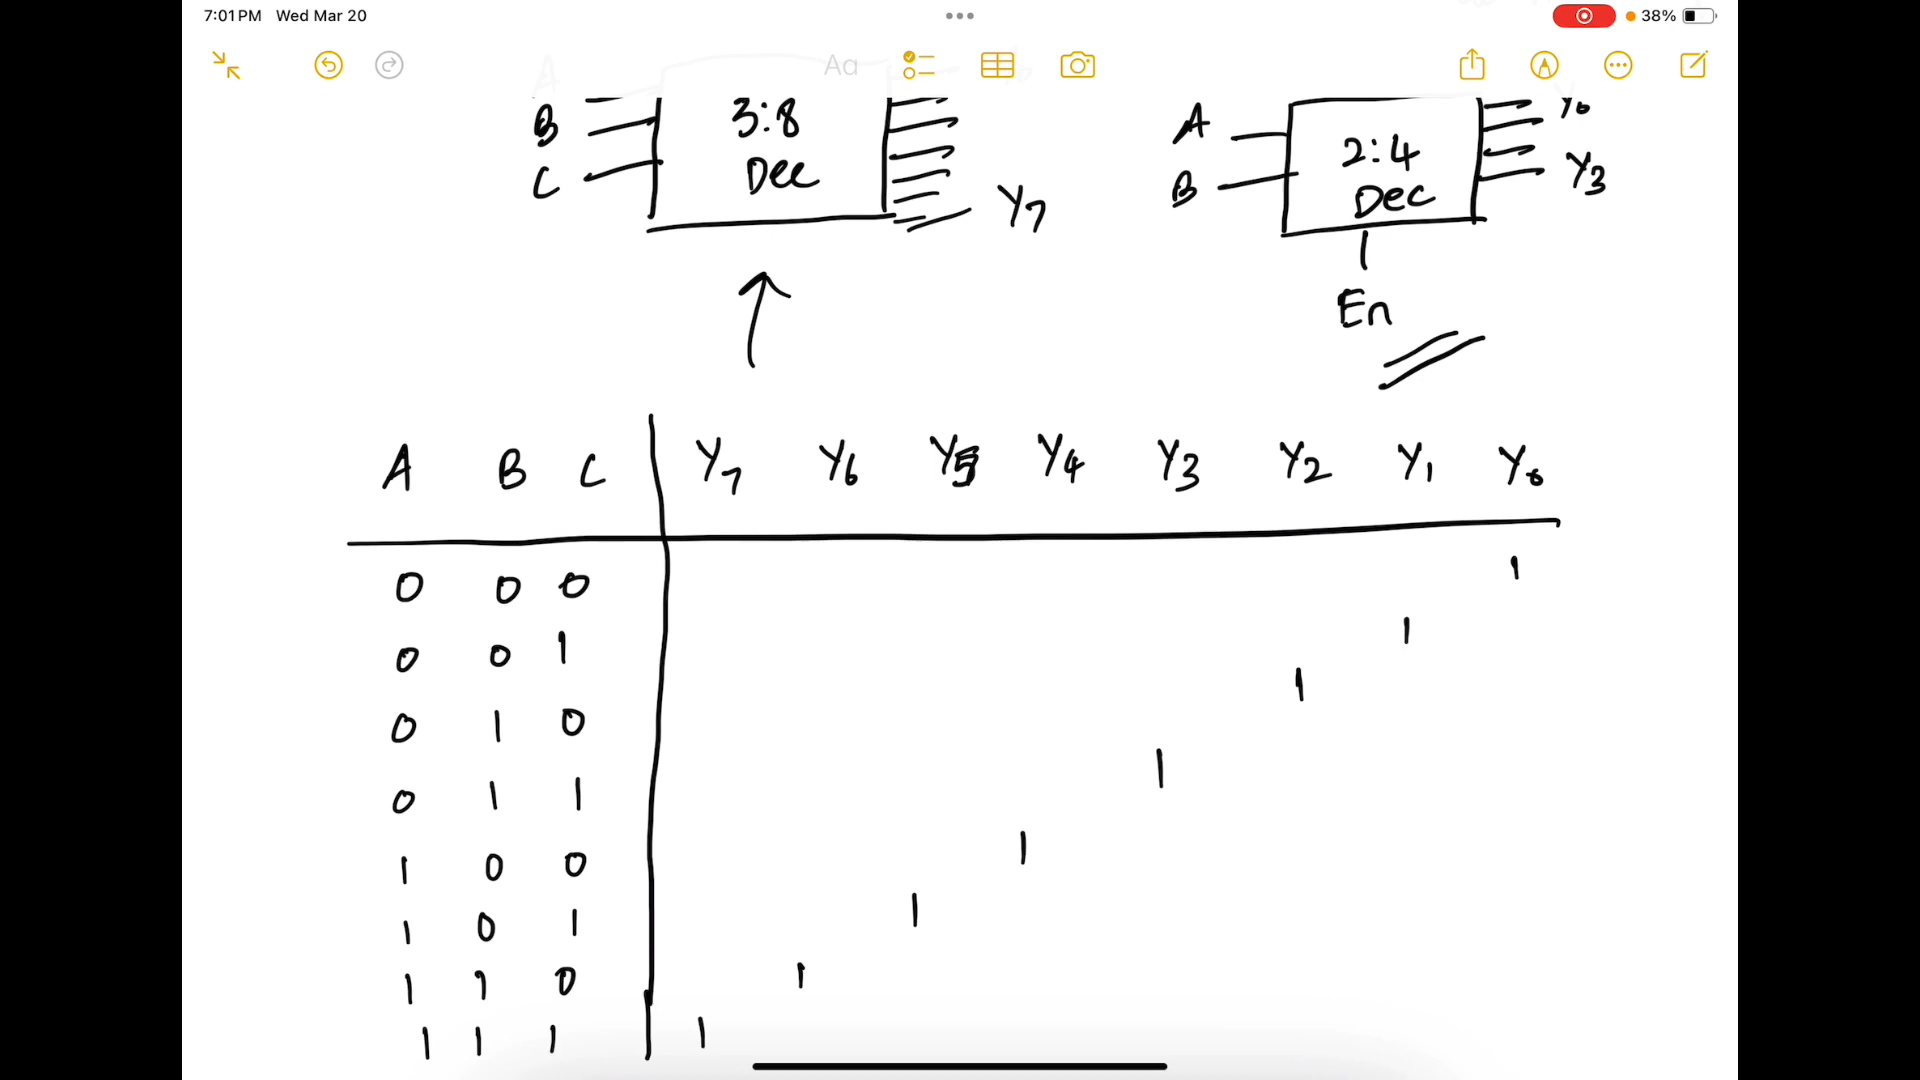 7:01 PM Wed Mar 20
38%
Aa
B
C
3:8
Dec
Y7
A
B
2:4
Dec
Y0
Y3
En
A B C Y7 Y6 Y5 Y4 Y3 Y2 Y1 Y0
0 0 0 1
0 0 1 1
0 1 0 1
0 1 1 1
1 0 0 1
1 0 1 1
1 1 0 1
1 1 1 1